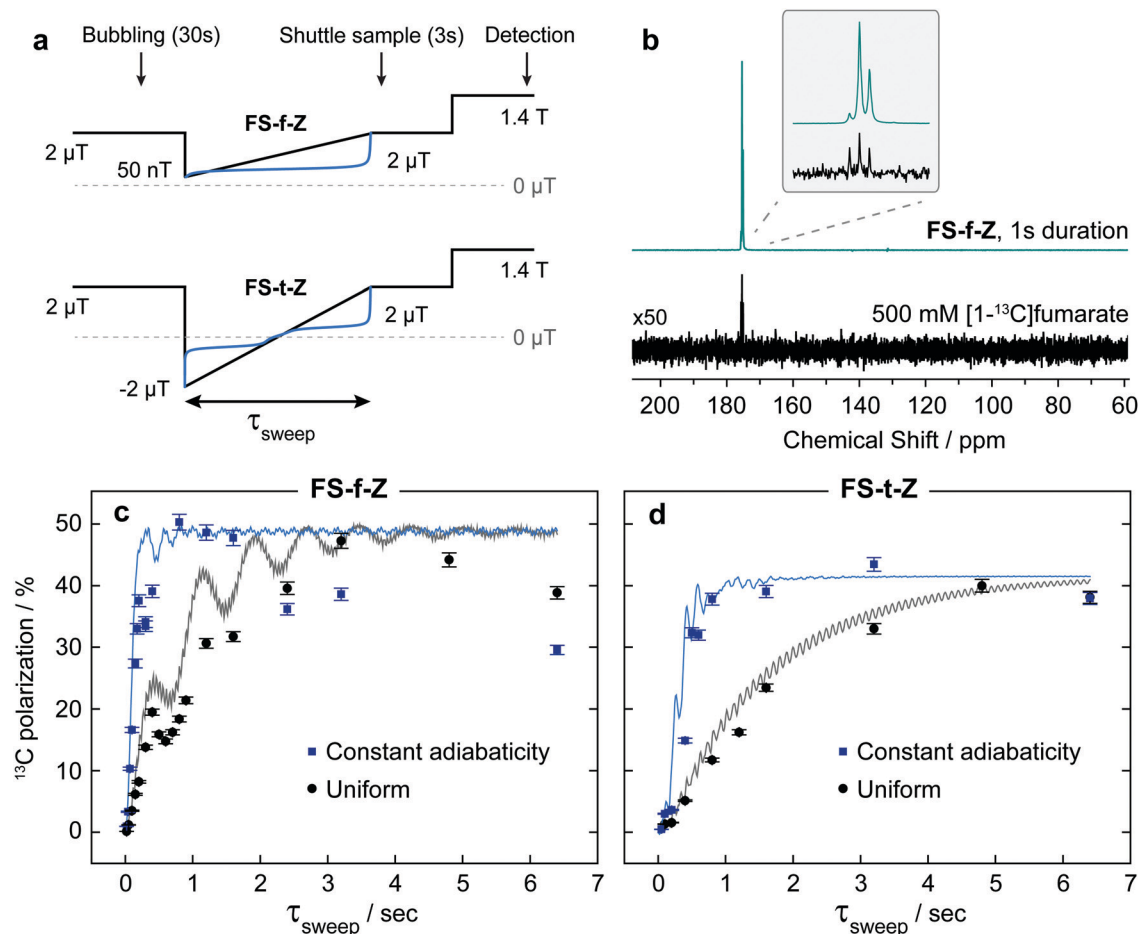 a
Bubbling (30s)
Shuttle sample (3s)
Detection
FS-f-Z
1.4 T
2 µT
50 nT
2 µT
0 µT
FS-t-Z
1.4 T
2 µT
2 µT
0 µT
-2 µT
τsweep
b
FS-f-Z, 1s duration
x50
500 mM [1-¹³C]fumarate
200 180 160 140 120 100 80 60
Chemical Shift / ppm
FS-f-Z
c
¹³C polarization / %
50
40
30
20
10
0
Constant adiabaticity
Uniform
0 1 2 3 4 5 6 7
τsweep / sec
FS-t-Z
d
Constant adiabaticity
Uniform
0 1 2 3 4 5 6 7
τsweep / sec